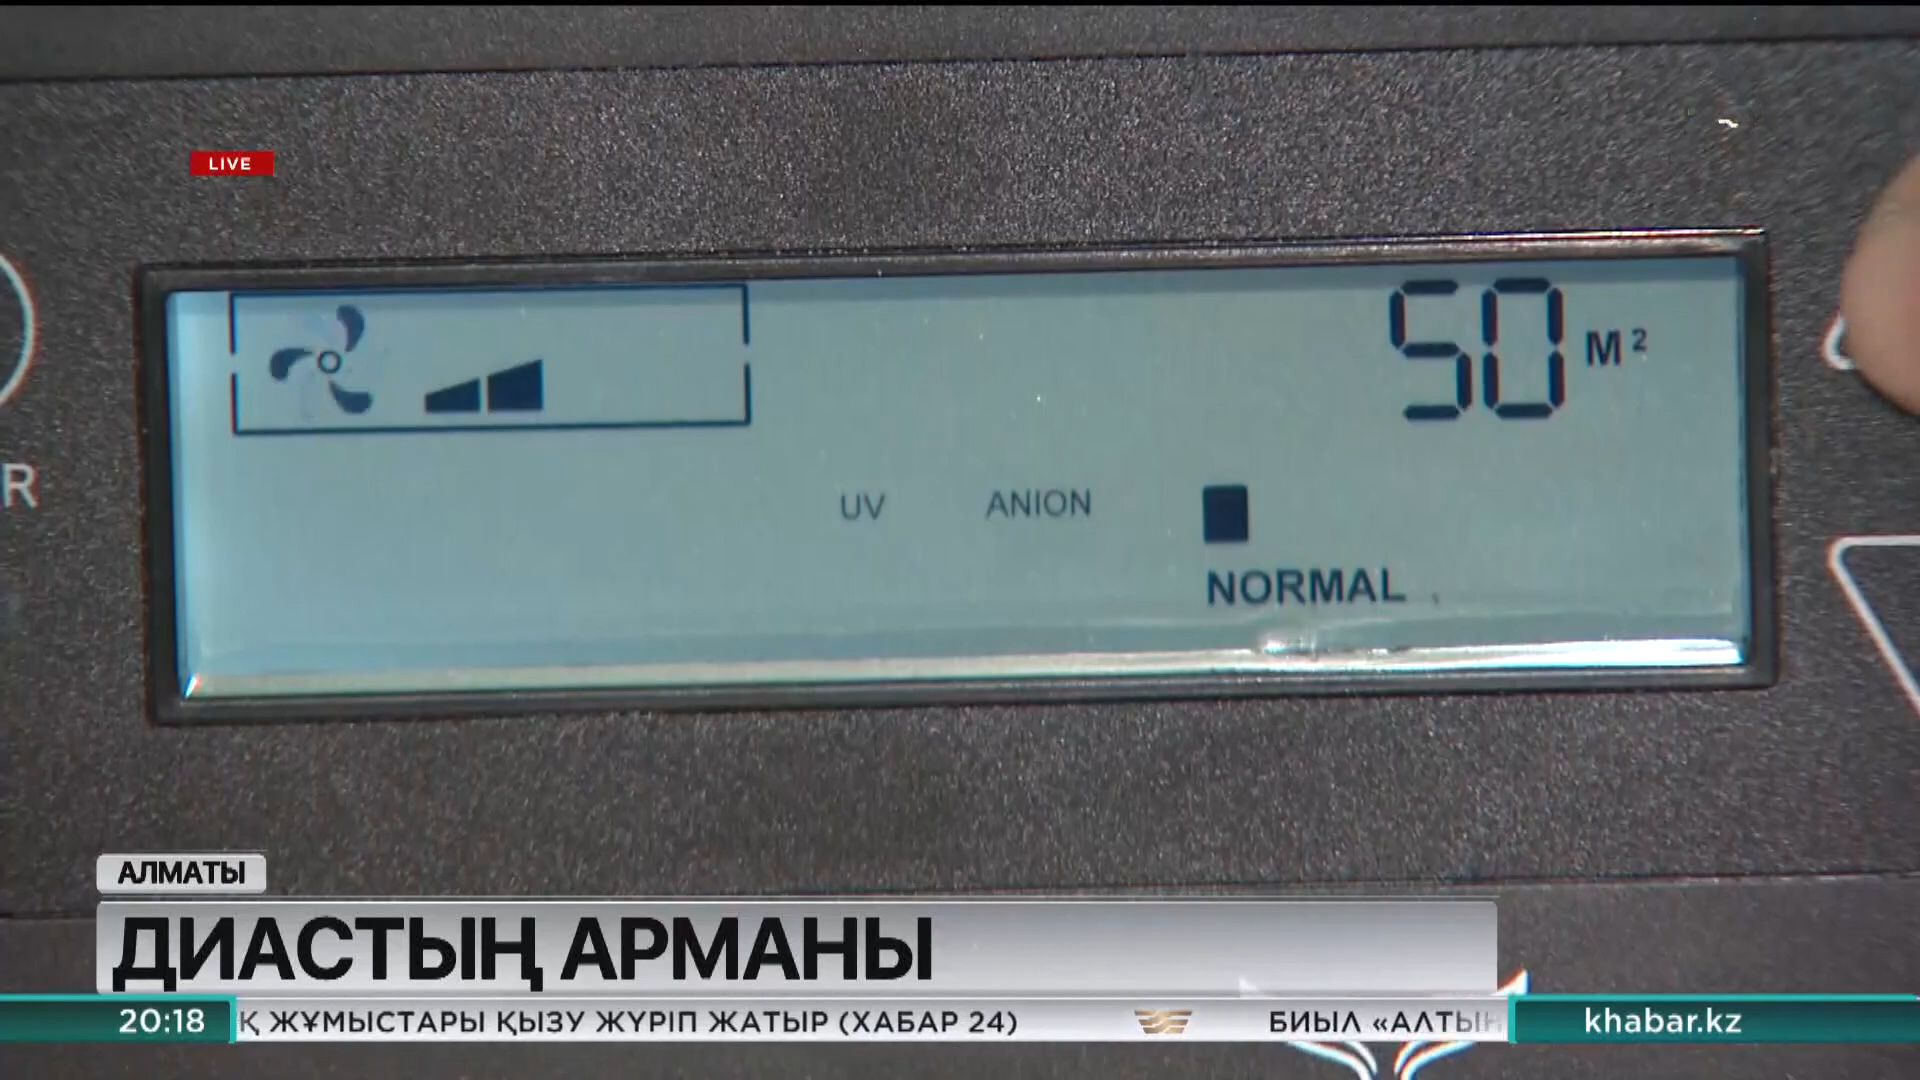 LIVE
50 M²
R
UV ANION
NORMAL
АЛМАТЫ
ДИАСТЫҢ АРМАНЫ
20:18 Қ ЖҰМЫСТАРЫ ҚЫЗУ ЖҮРІП ЖАТЫР (ХАБАР 24) БИЫЛ «АЛТЫН khabar.kz